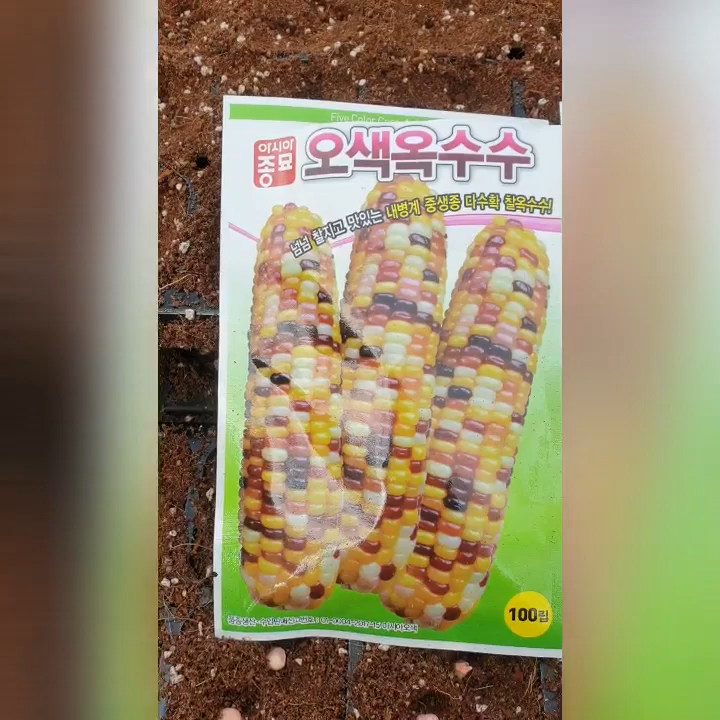 Five Color Corn
아시아
종묘
오색옥수수
냠냠 찰지고 맛있는 내병계 중생종 다수확 찰옥수수!
100립